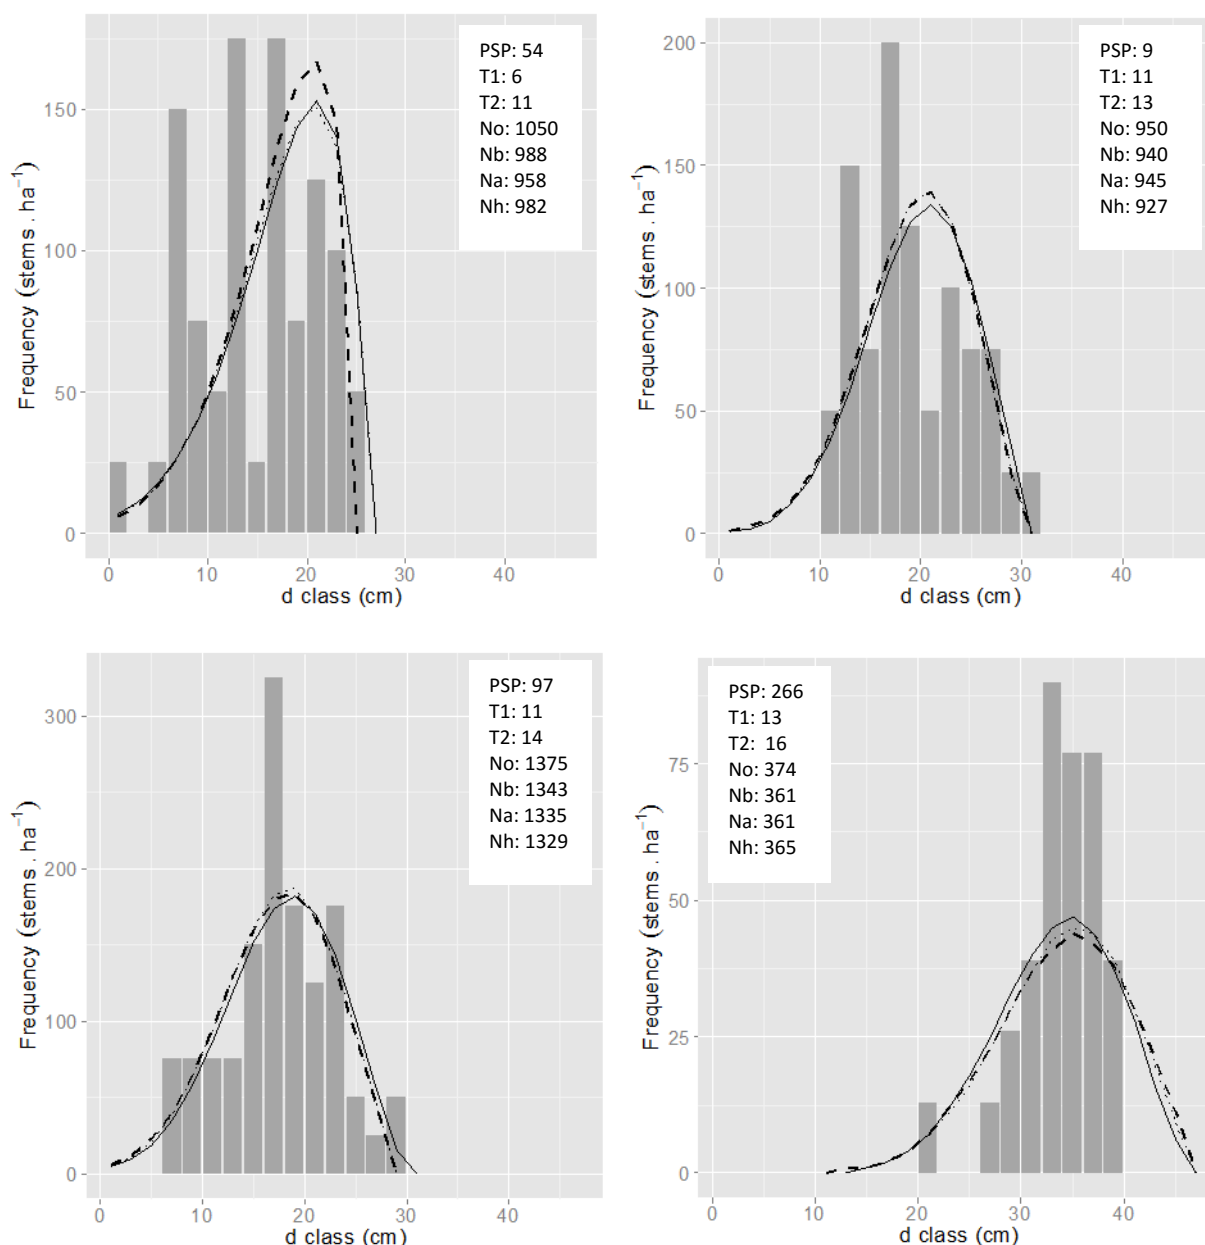 PSP: 54
T1: 6
T2: 11
No: 1050
Nb: 988
Na: 958
Nh: 982
150
100
50
0
Frequency (stems . ha⁻¹)
0 10 20 30 40
d class (cm)
PSP: 9
T1: 11
T2: 13
No: 950
Nb: 940
Na: 945
Nh: 927
200
150
100
50
0
Frequency (stems . ha⁻¹)
0 10 20 30 40
d class (cm)
PSP: 97
T1: 11
T2: 14
No: 1375
Nb: 1343
Na: 1335
Nh: 1329
300
200
100
0
Frequency (stems . ha⁻¹)
0 10 20 30 40
d class (cm)
PSP: 266
T1: 13
T2: 16
No: 374
Nb: 361
Na: 361
Nh: 365
75
50
25
0
Frequency (stems . ha⁻¹)
0 10 20 30 40
d class (cm)